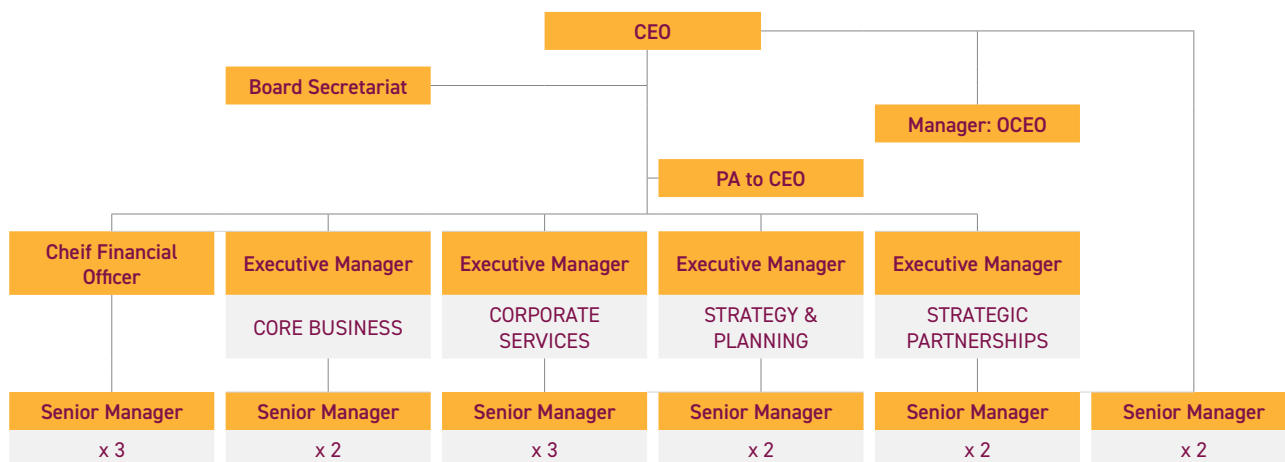 CEO
Board Secretariat
Manager: OCEO
PA to CEO
Cheif Financial
Officer
Executive Manager
Executive Manager
Executive Manager
Executive Manager
CORE BUSINESS
CORPORATE
SERVICES
STRATEGY &
PLANNING
STRATEGIC
PARTNERSHIPS
Senior Manager
Senior Manager
Senior Manager
Senior Manager
Senior Manager
Senior Manager
x 3
x 2
x 3
x 2
x 2
x 2